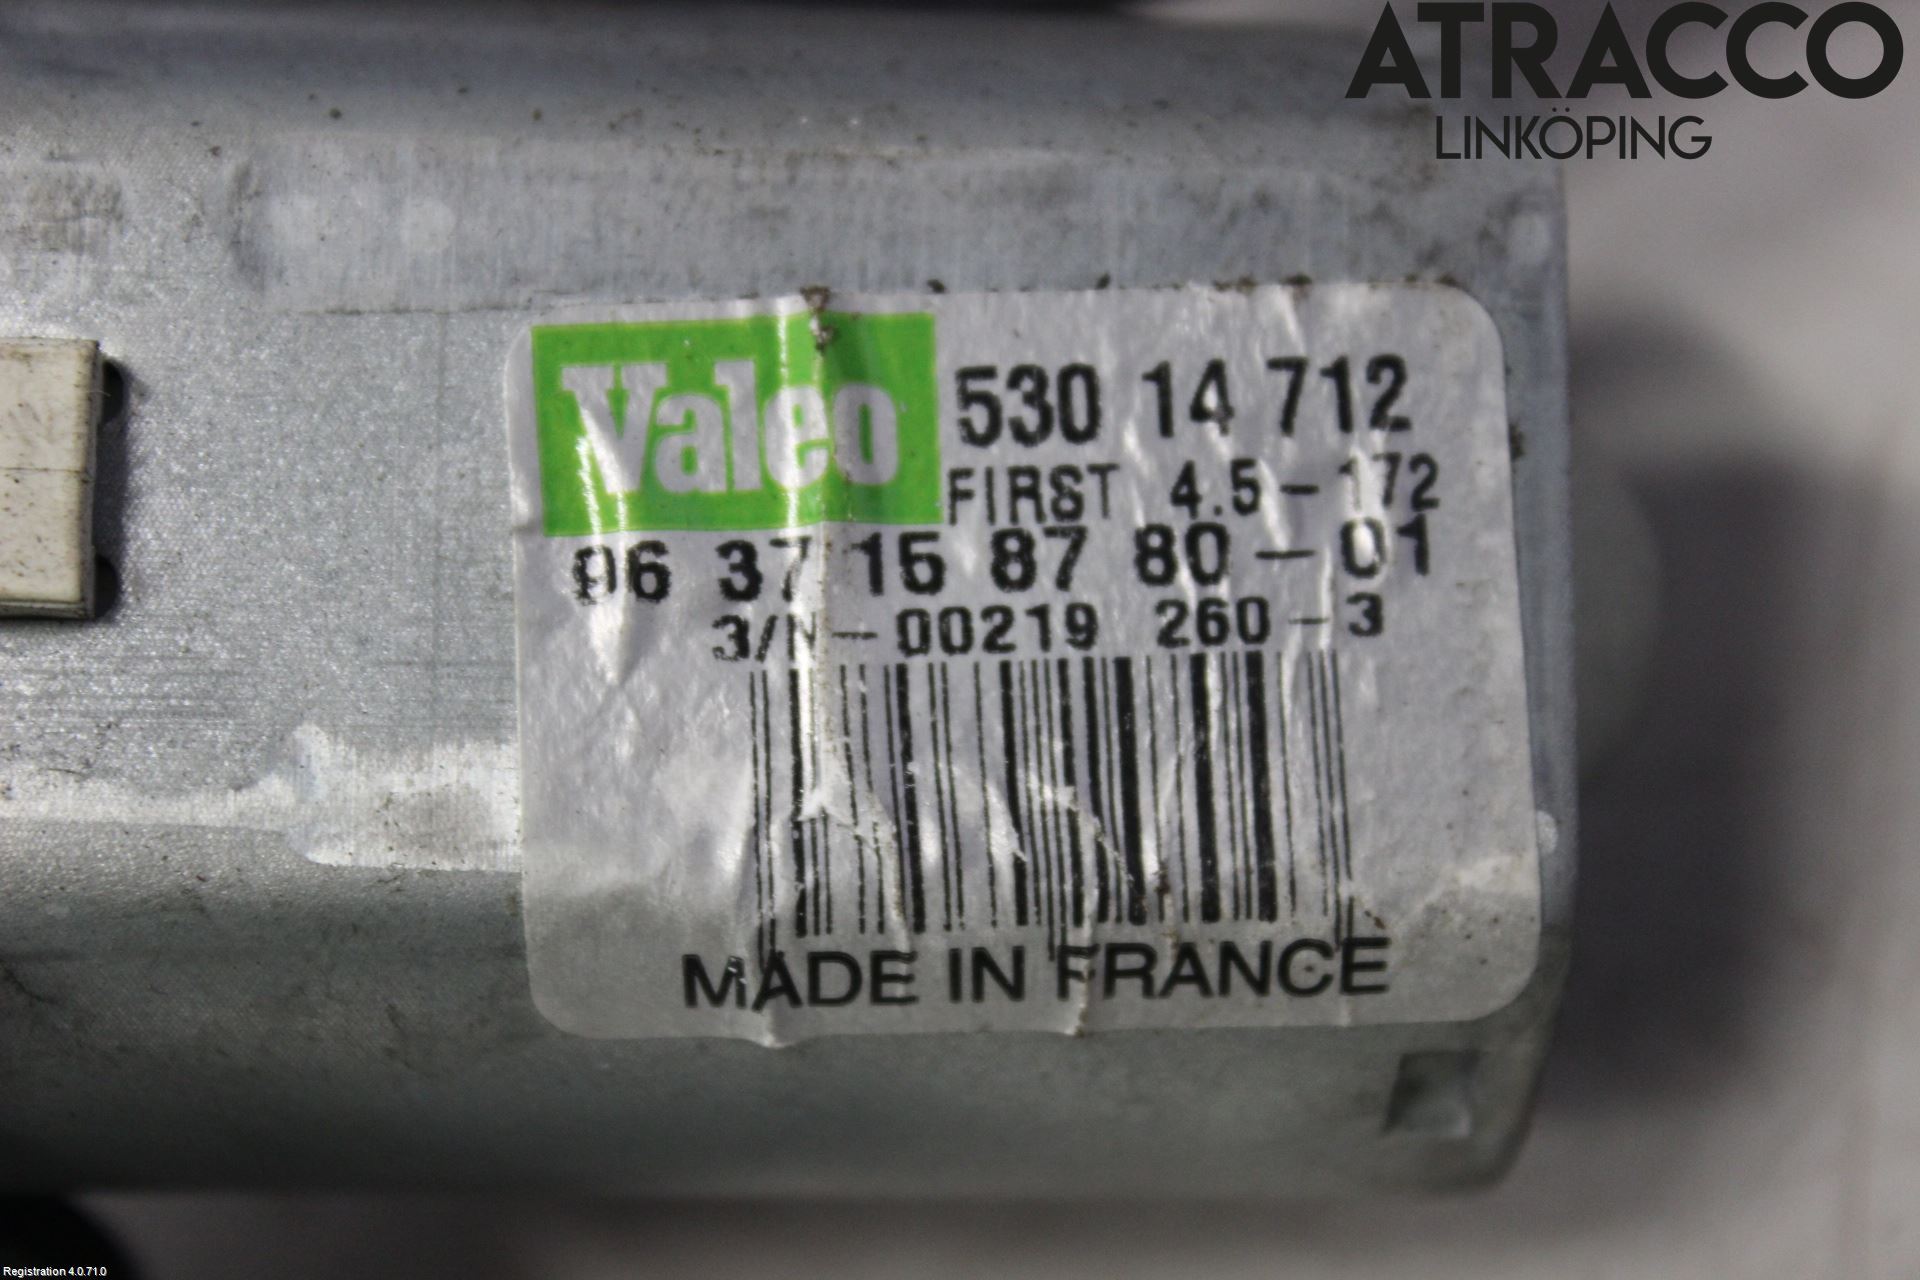 ATRACCO
LINKÖPING
Valeo
530 14 712
FIRST 4.5-172
06 37 15 87 80-01
3/N-00219 260-3
MADE IN FRANCE
Registration 4.0.71.0